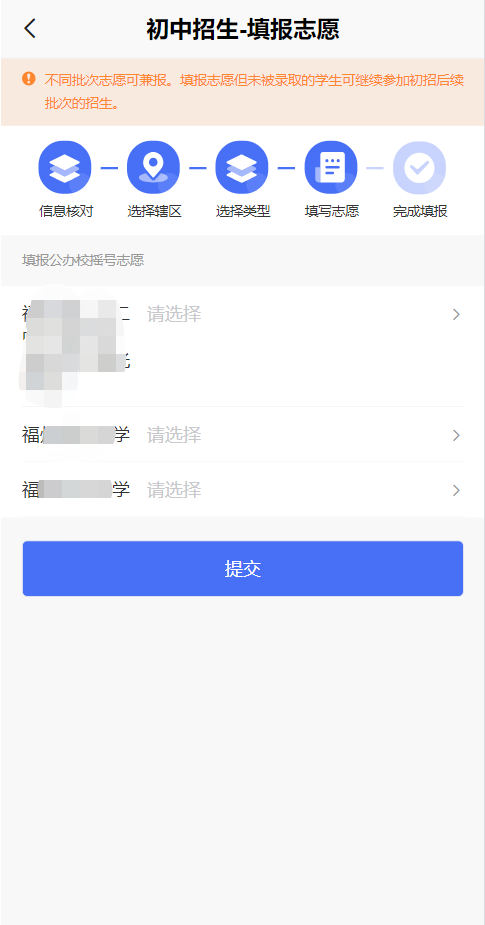 初中招生-填报志愿
不同批次志愿可兼报。填报志愿但未被录取的学生可继续参加初招后续
批次的招生。
信息核对 选择辖区 选择类型 填写志愿 完成填报
填报公办校摇号志愿
请选择
福 学 请选择
福 学 请选择
提交